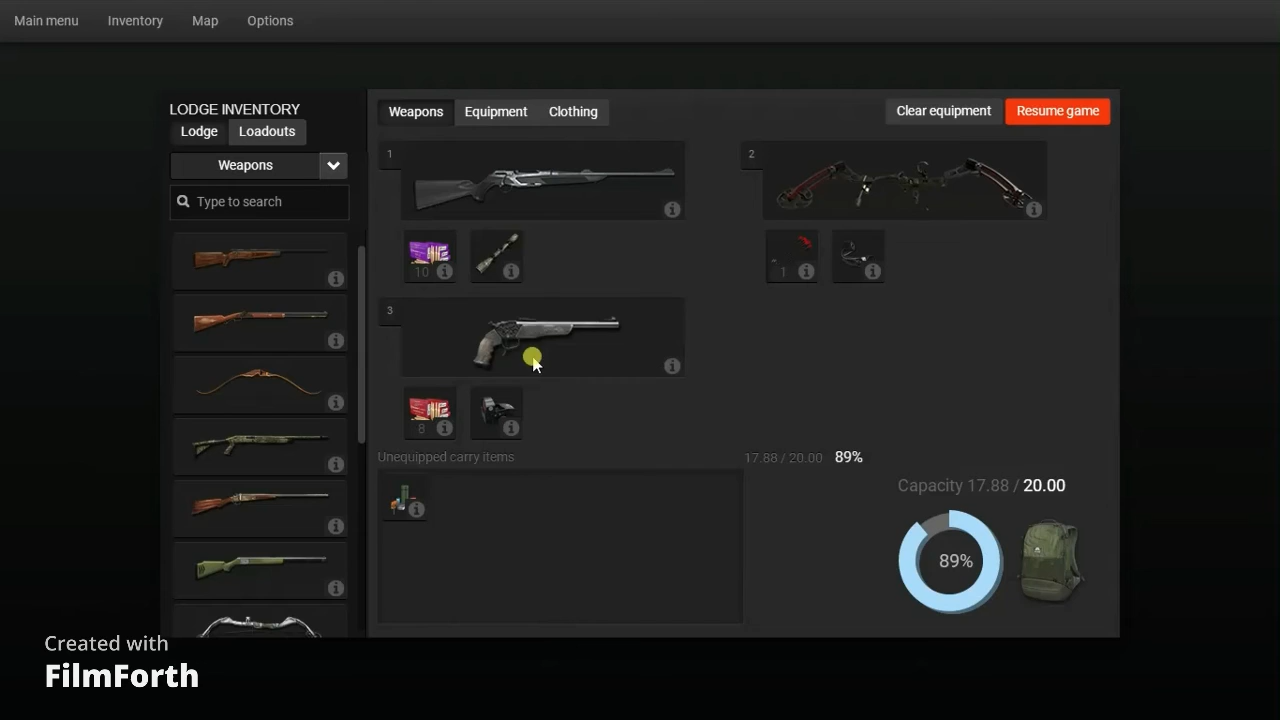 Main menu Inventory Map Options
LODGE INVENTORY
Lodge Loadouts
Weapons
Type to search
Weapons Equipment Clothing
Clear equipment Resume game
1
2
10
1
3
8
Unequipped carry items
17.88 / 20.00 89%
Capacity 17.88 / 20.00
89%
Created with
FilmForth